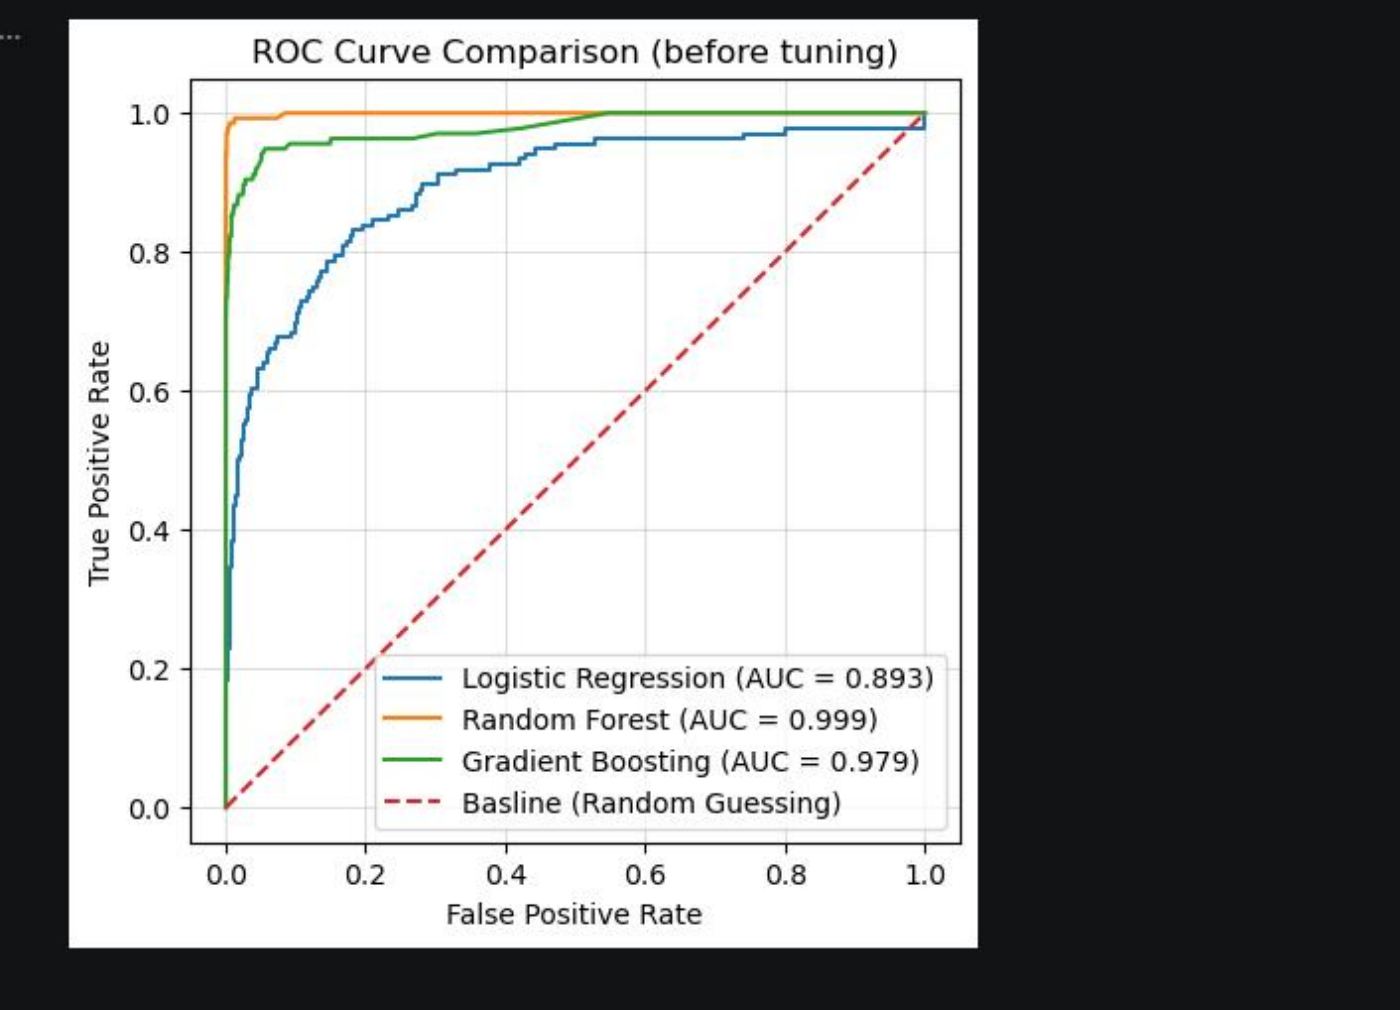 ROC Curve Comparison (before tuning)
1.0
0.8
0.6
0.4
0.2
0.0
True Positive Rate
Logistic Regression (AUC = 0.893)
Random Forest (AUC = 0.999)
Gradient Boosting (AUC = 0.979)
Basline (Random Guessing)
0.0 0.2 0.4 0.6 0.8 1.0
False Positive Rate